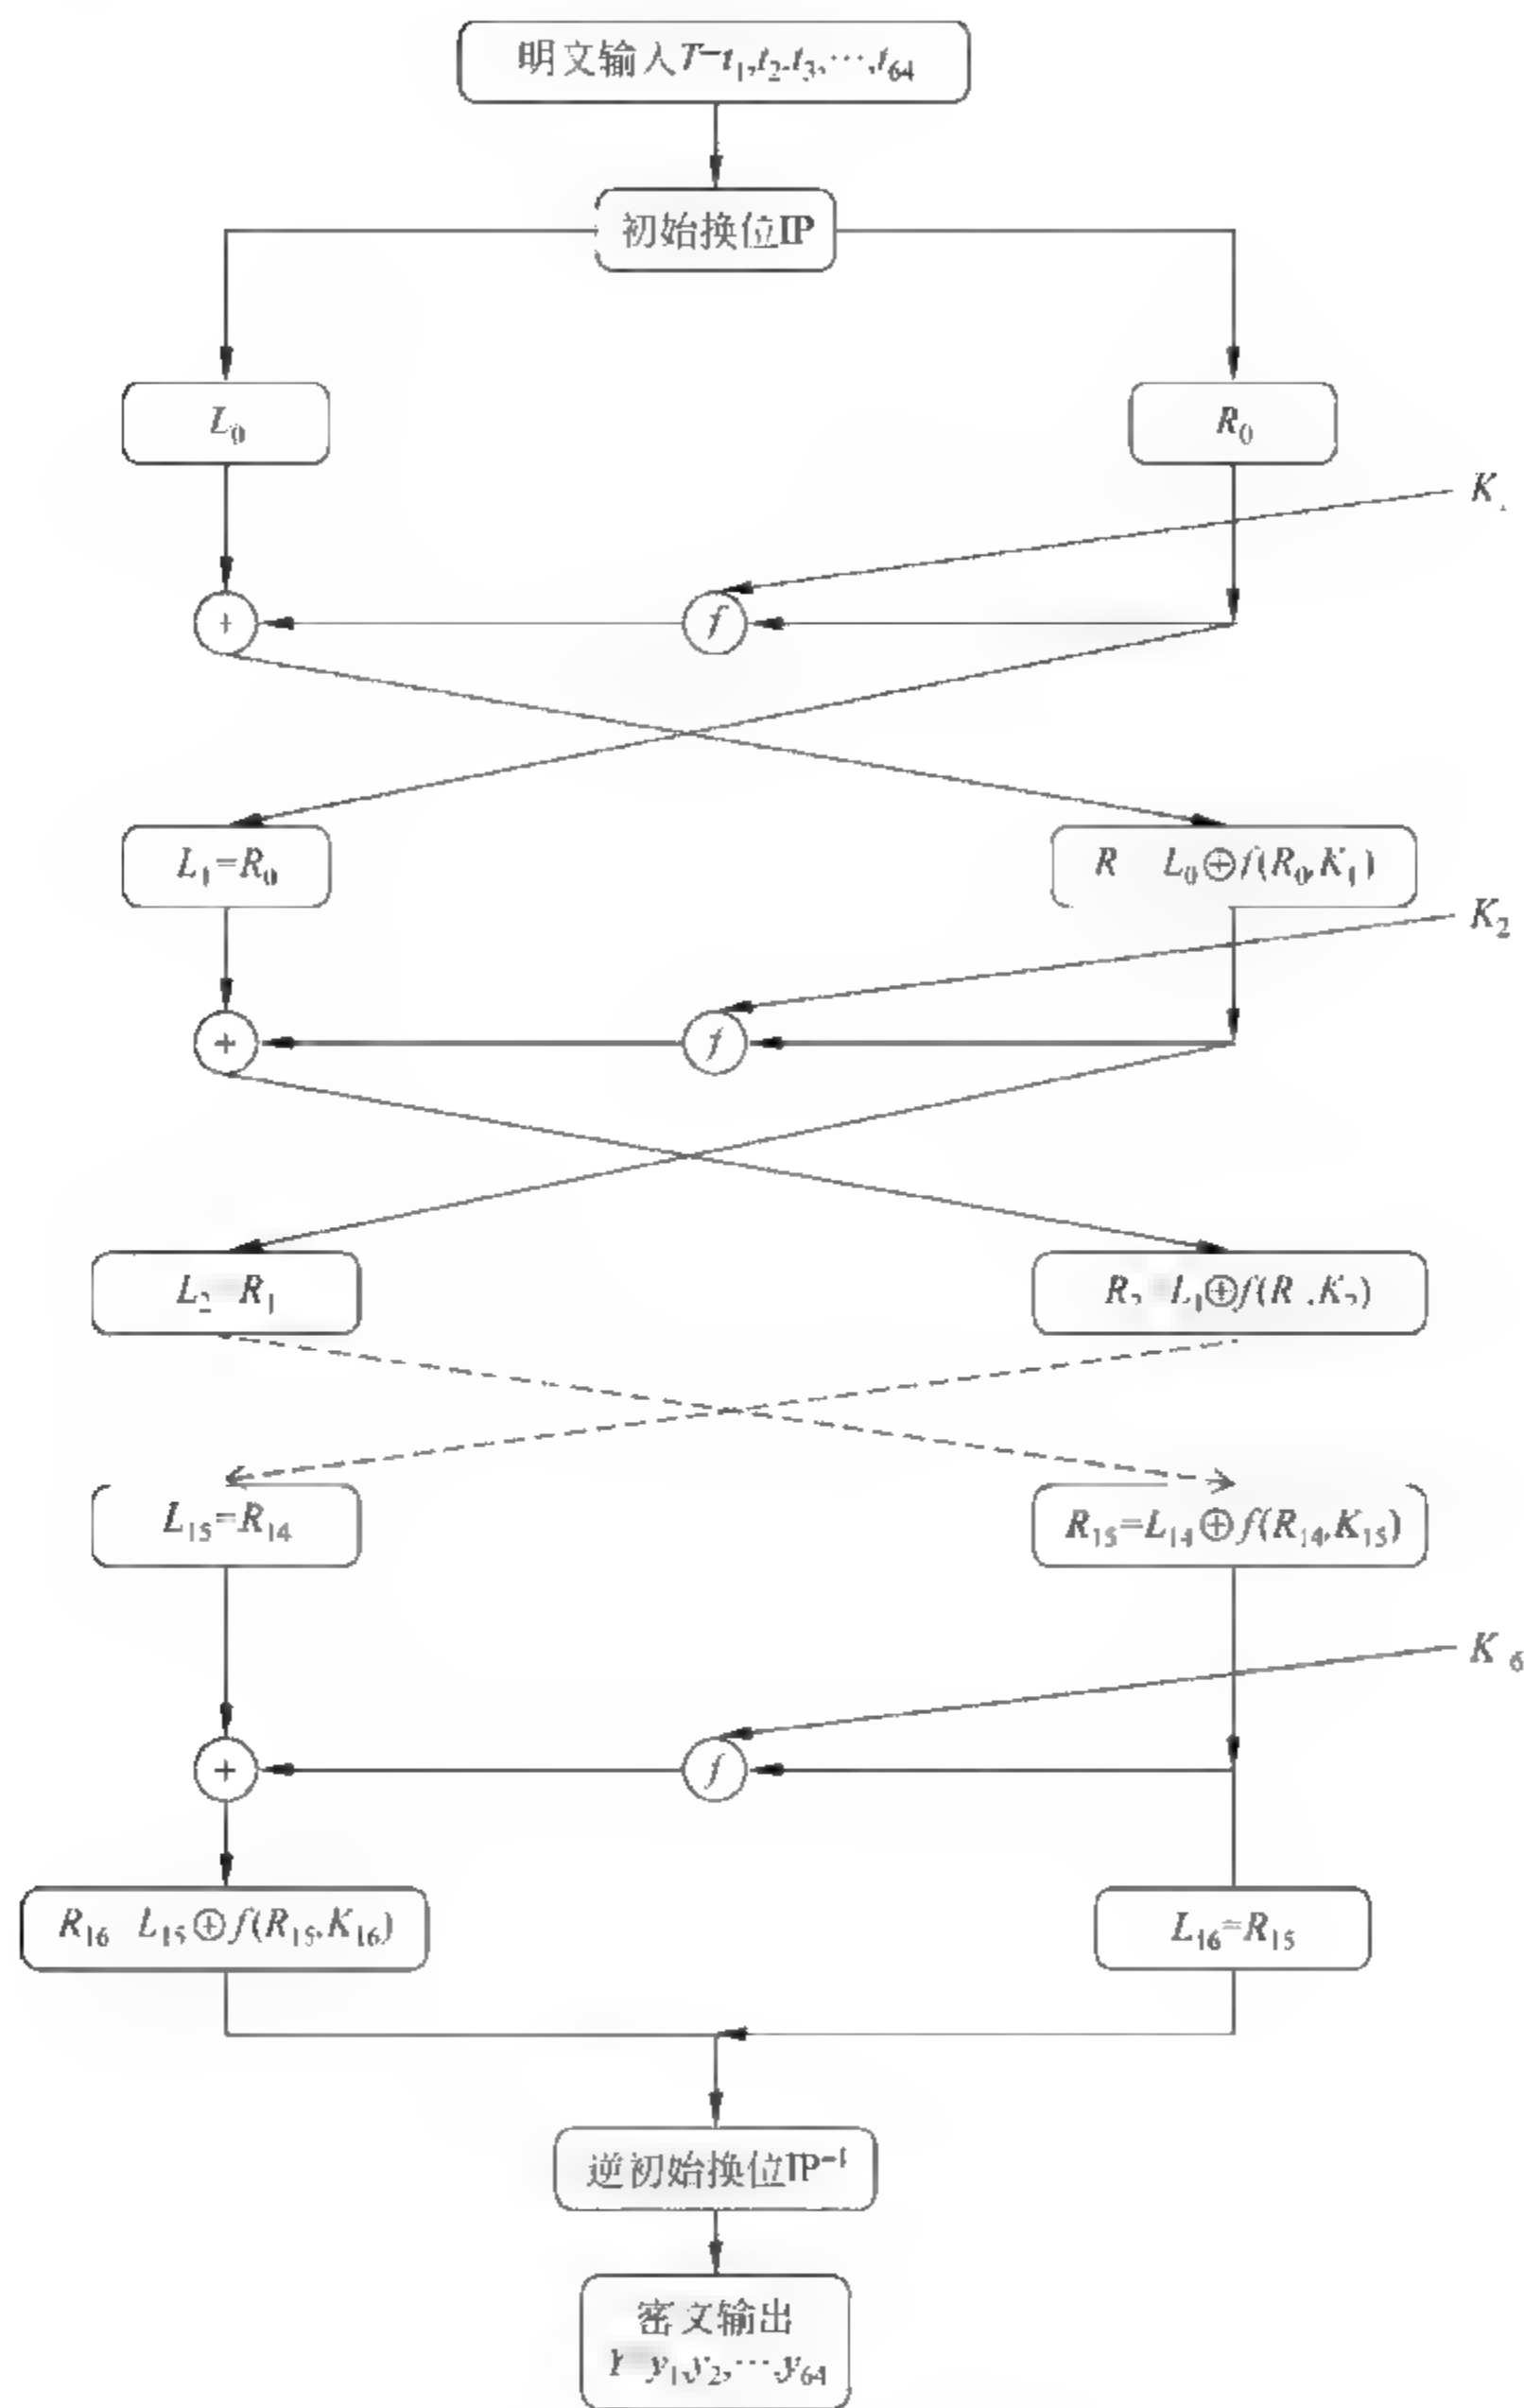 明文输入T=t₁,t₂,t₃,…,t₆₄
初始换位IP
L₀
R₀
K
+
f
L₁=R₀
R L₀⊕f(R₀,K₁)
K₂
+
f
L₂ R₁
R₂ L₁⊕f(R ,K₂)
L₁₅=R₁₄
R₁₅=L₁₄⊕f(R₁₄,K₁₅)
K ₆
+
f
R₁₆ L₁₅⊕f(R₁₅,K₁₆)
L₁₆=R₁₅
逆初始换位IP⁻¹
密文输出
y₁,y₂,…,y₆₄